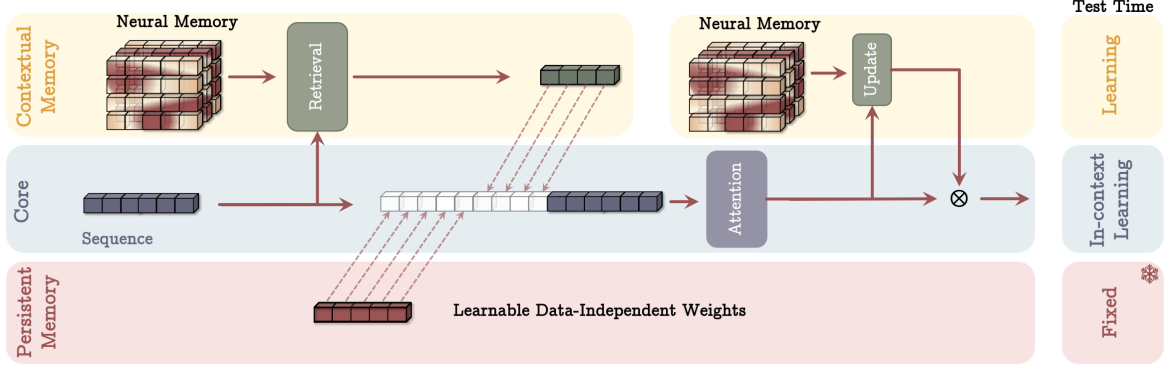 Test Time
Contextual
Memory
Neural Memory
Retrieval
Neural Memory
Update
Learning
Core
Sequence
Attention
In-context
Learning
Persistent
Memory
Learnable Data-Independent Weights
Fixed